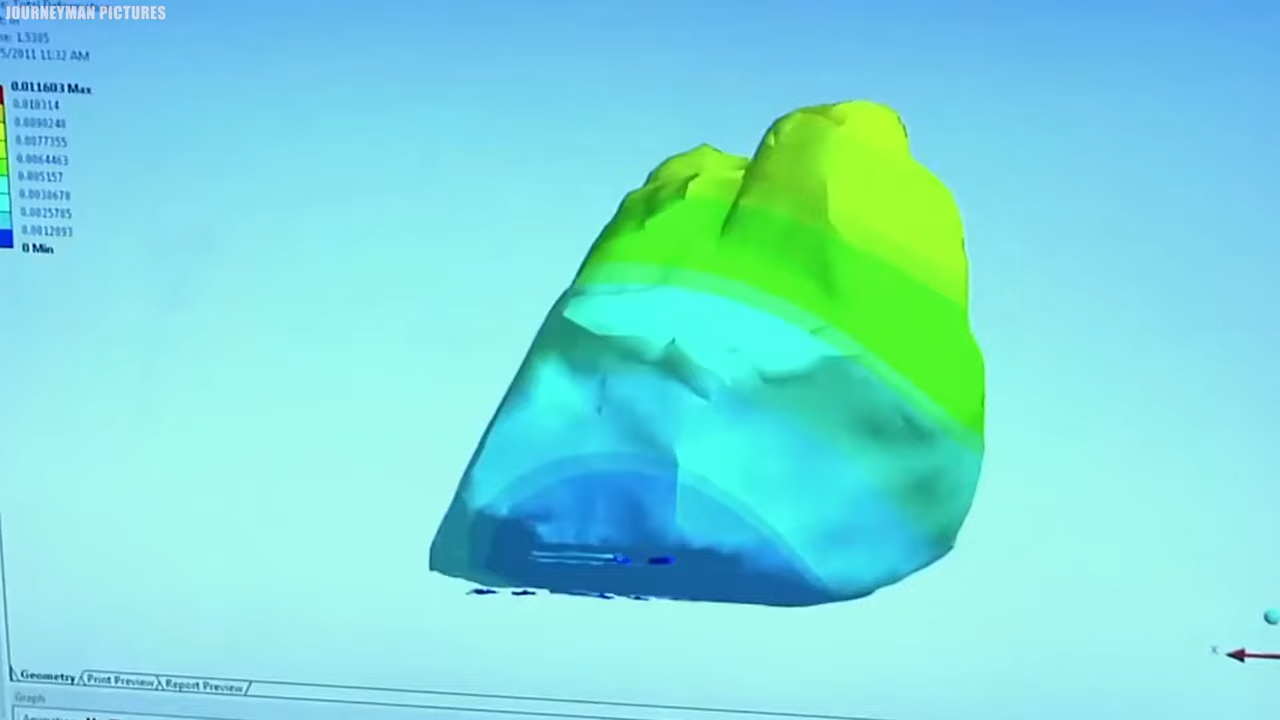 JOURNEYMAN PICTURES
1.5385
5/2011 11:32 AM
0.011603 Max
0.010314
0.0090248
0.0077355
0.0064463
0.005157
0.0038678
0.0025785
0.0012893
0 Min
X
Geometry Print Preview Report Preview
Graph